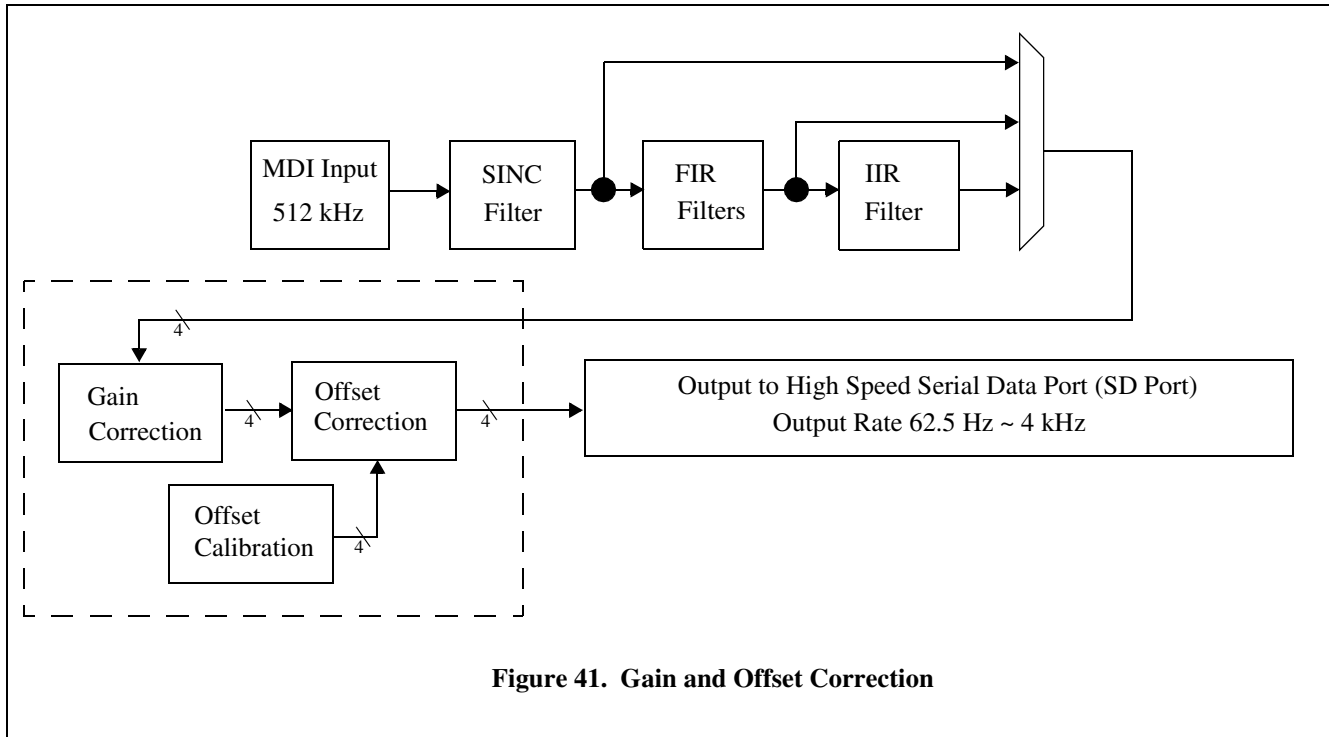 MDI Input
512 kHz
SINC
Filter
FIR
Filters
IIR
Filter
4
Gain
Correction
4
Offset
Correction
4
Output to High Speed Serial Data Port (SD Port)
Output Rate 62.5 Hz ~ 4 kHz
Offset
Calibration
4
Figure 41. Gain and Offset Correction